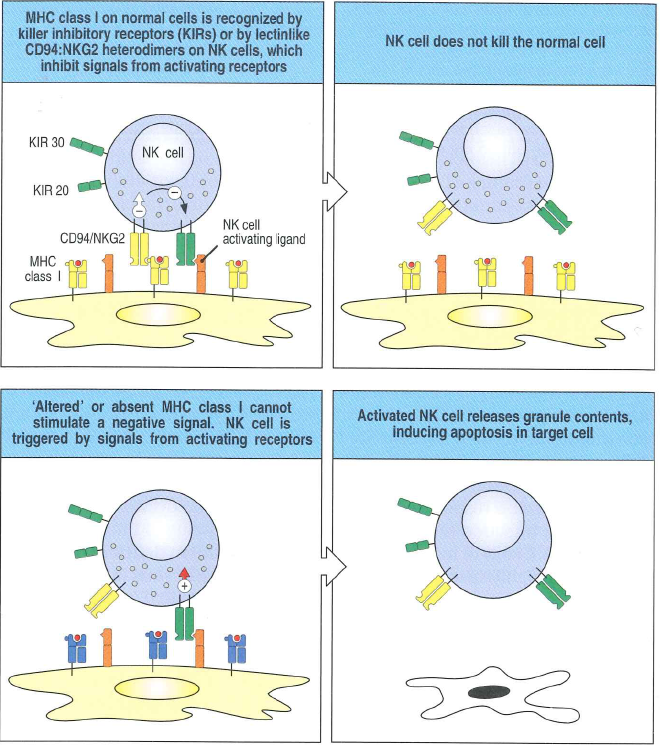 MHC class I on normal cells is recognized by
killer inhibitory receptors (KIRs) or by lectinlike
CD94:NKG2 heterodimers on NK cells, which
inhibit signals from activating receptors
NK cell does not kill the normal cell
KIR 30
NK cell
KIR 20
CD94/NKG2
NK cell
activating ligand
MHC
class I
'Altered' or absent MHC class I cannot
stimulate a negative signal. NK cell is
triggered by signals from activating receptors
Activated NK cell releases granule contents,
inducing apoptosis in target cell